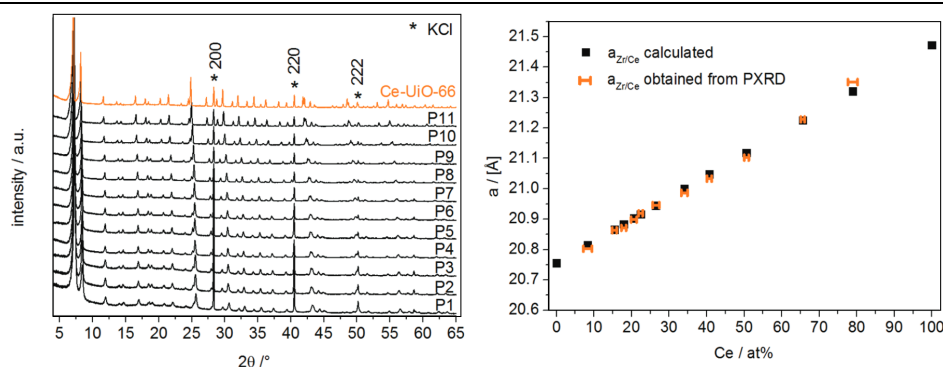 * KCl
* 200
* 220
* 222
Ce-UiO-66
P11
P10
P9
P8
P7
P6
P5
P4
P3
P2
P1
intensity / a.u.
5 10 15 20 25 30 35 40 45 50 55 60 65
2θ /°
a_Zr/Ce calculated
a_Zr/Ce obtained from PXRD
a / [Å]
21.5
21.4
21.3
21.2
21.1
21.0
20.9
20.8
20.7
20.6
0 10 20 30 40 50 60 70 80 90 100
Ce / at%